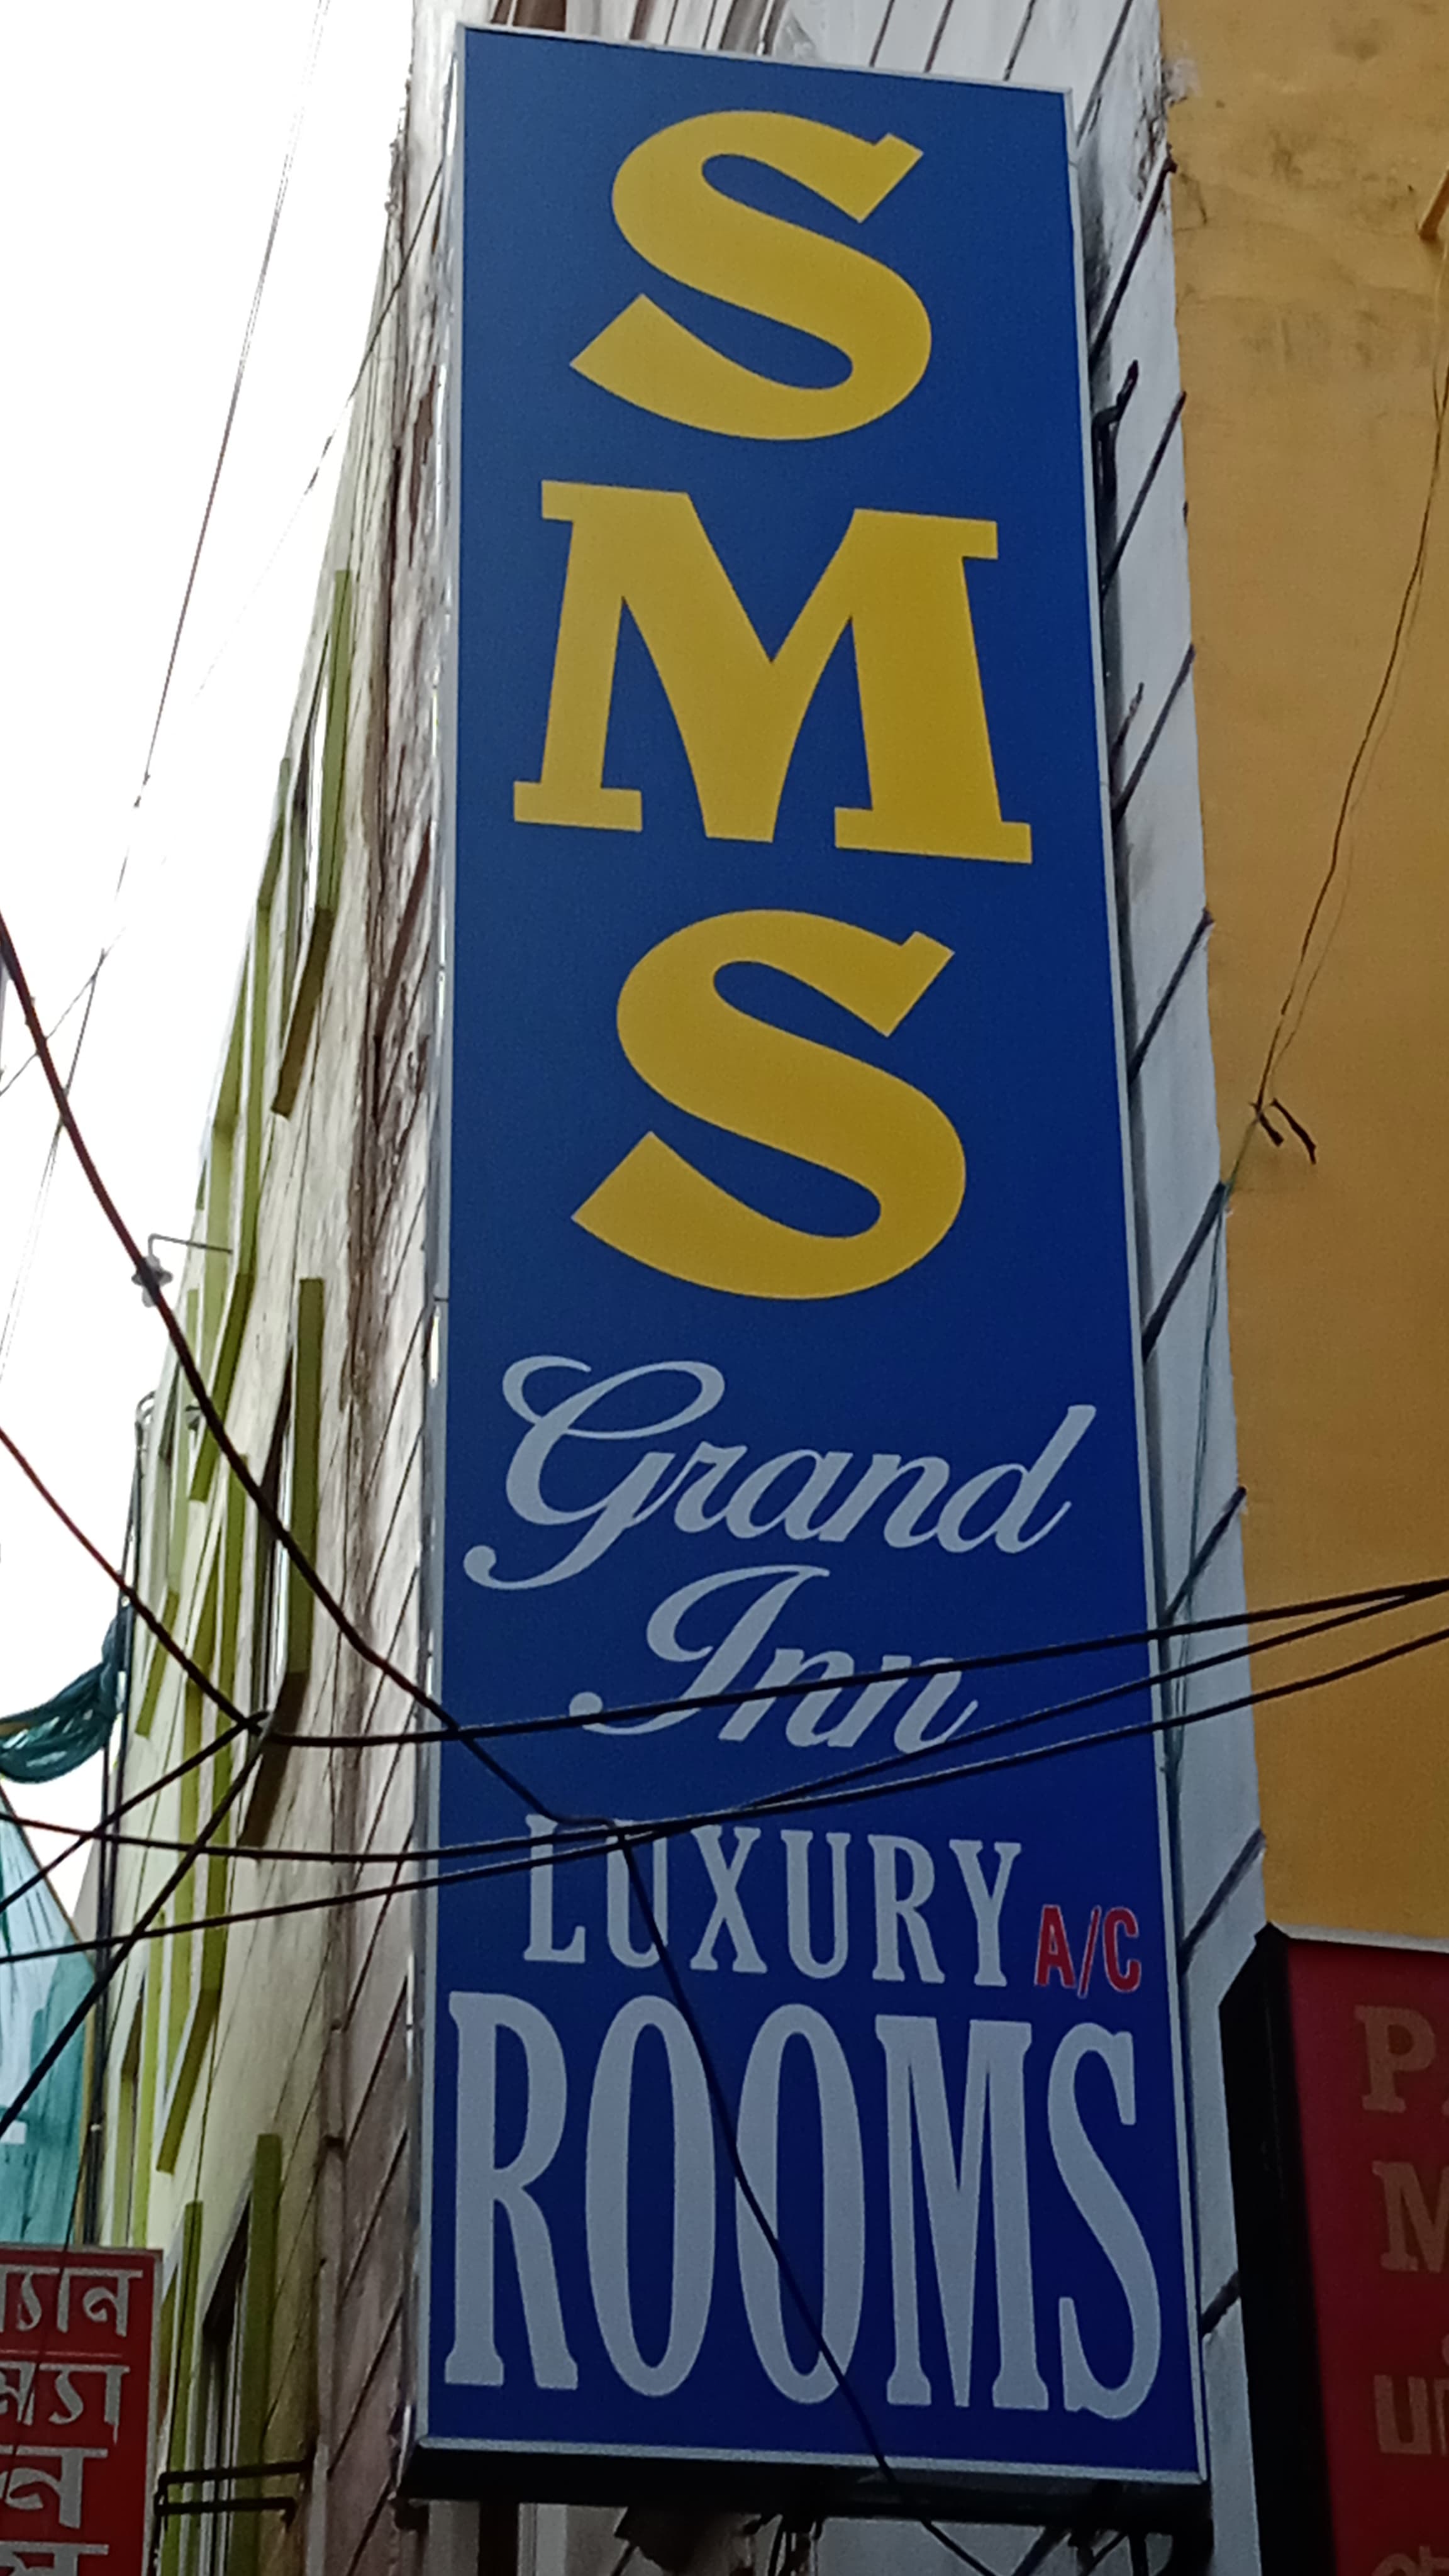 S
M
S
Grand
Inn
LUXURY A/C
ROOMS